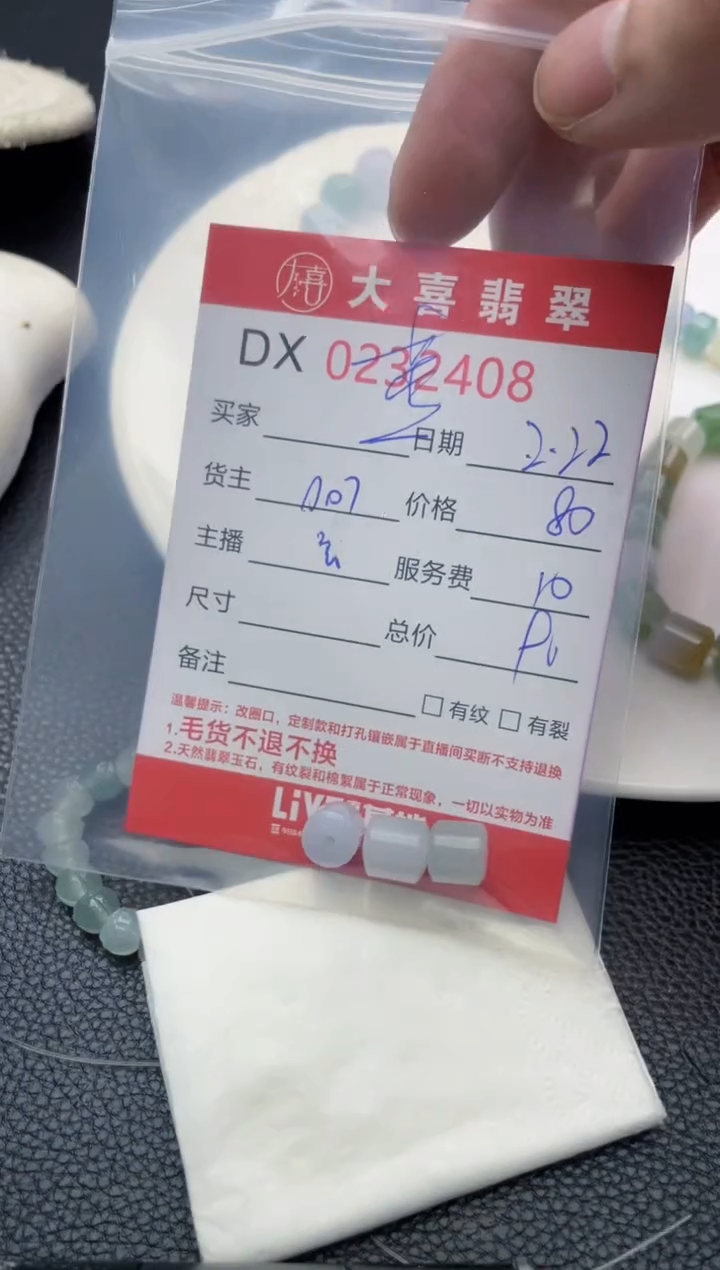 大喜翡翠
DX 0232408
买家 日期 2.22
货主 007 价格 80
主播 服务费 10
尺寸 总价
备注 □有纹 □有裂
温馨提示：改圈口、定制款和打孔镶嵌属于直播间买断不支持退换
1.毛货不退不换
2.天然翡翠玉石，有纹裂和棉絮属于正常现象，一切以实物为准